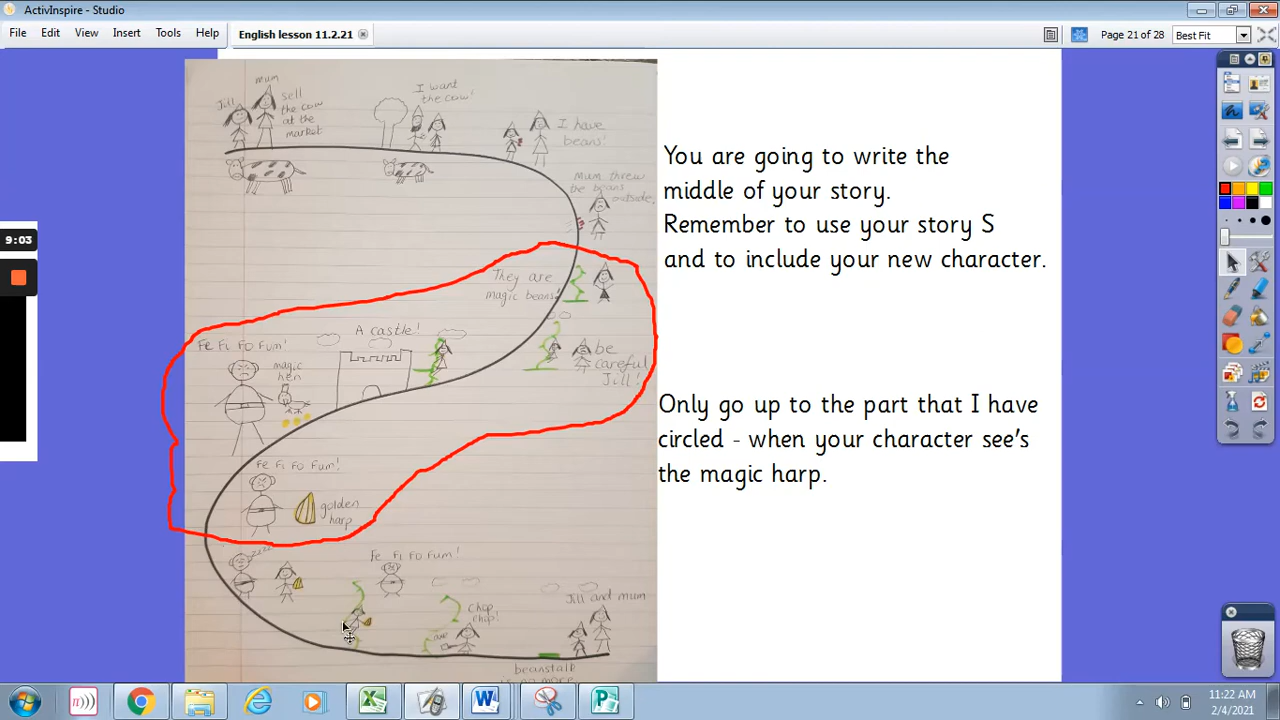 ActivInspire - Studio
File Edit View Insert Tools Help
English lesson 11.2.21
Page 21 of 28
Best Fit
mum
Jill
sell
the cow
at the
market
I want
the cow!
I have
beans!
Mum threw
the beans
outside,
They are
magic beans!
be
careful
Jill!
A castle!
Fe Fi Fo Fum!
magic
hen
Fe Fi Fo Fum!
golden
harp
zzzz
Fe Fi Fo Fum!
Chop
chop!
axe
Jill and mum
beanstalk
is no more
You are going to write the
middle of your story.
Remember to use your story S
and to include your new character.
Only go up to the part that I have
circled - when your character see's
the magic harp.
9:03
11:22 AM
2/4/2021